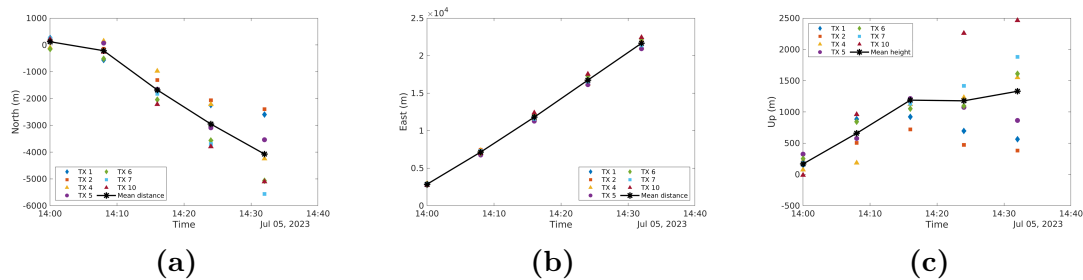 1000
0
-1000
-2000
-3000
-4000
-5000
-6000
North (m)
TX 1
TX 2
TX 4
TX 5
TX 6
TX 7
TX 10
Mean distance
14:00 14:10 14:20 14:30 14:40
Time
Jul 05, 2023
(a)
×10⁴
2.5
2
1.5
1
0.5
0
East (m)
TX 1
TX 2
TX 4
TX 5
TX 6
TX 7
TX 10
Mean distance
14:00 14:10 14:20 14:30 14:40
Time
Jul 05, 2023
(b)
2500
2000
1500
1000
500
0
-500
Up (m)
TX 1
TX 2
TX 4
TX 5
TX 6
TX 7
TX 10
Mean height
14:00 14:10 14:20 14:30 14:40
Time
Jul 05, 2023
(c)